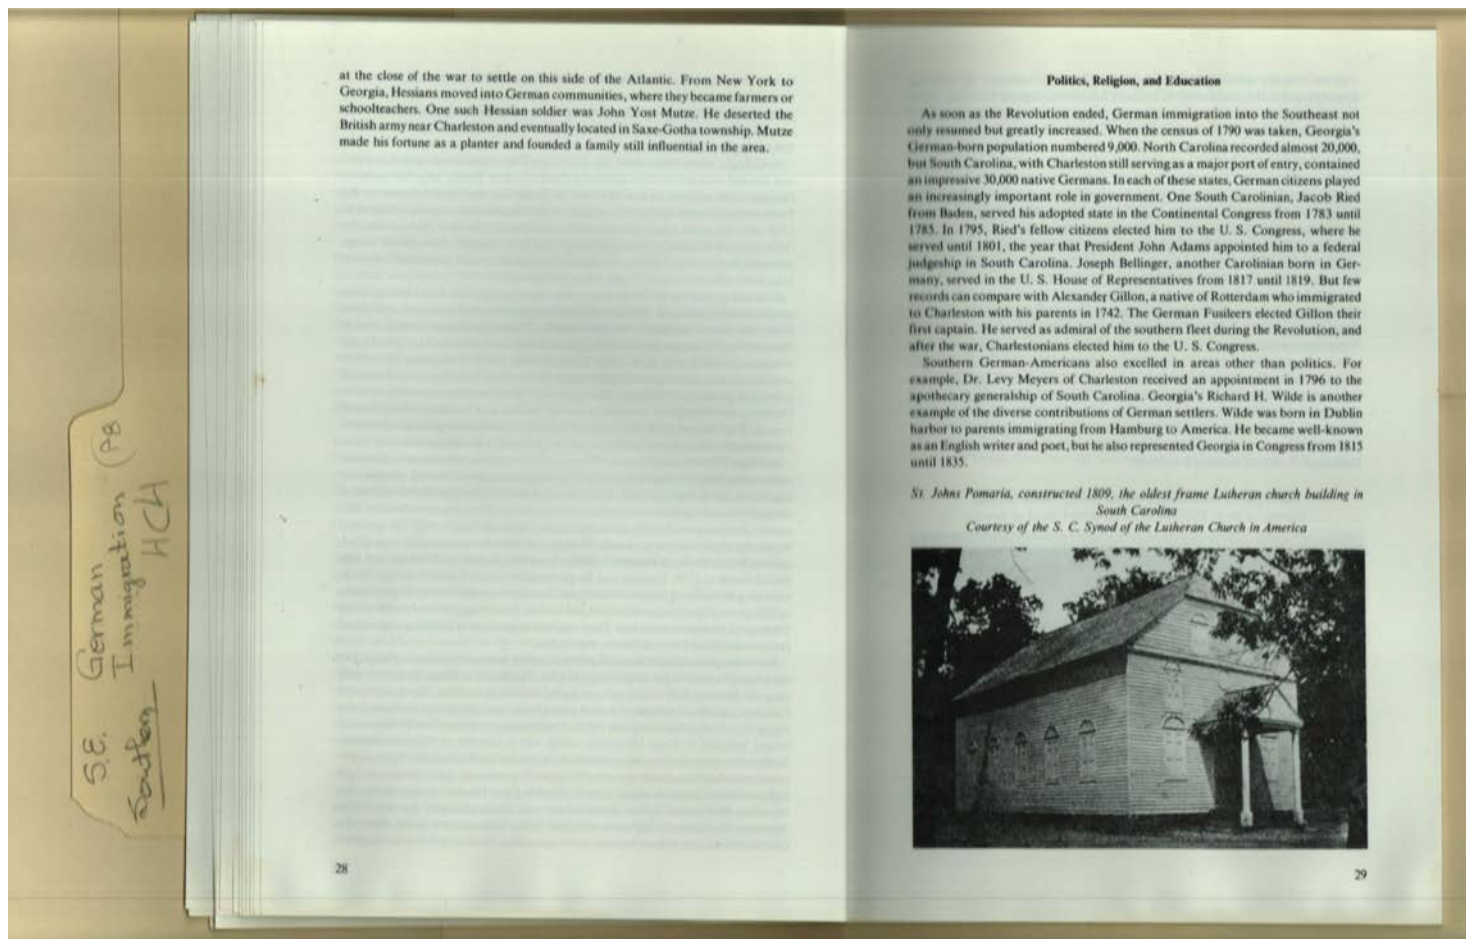 at the close of the war to settle on this side of the Atlantic. From New York to
Georgia, Hessians moved into German communities, where they became farmers or
schoolteachers. One such Hessian soldier was John Yost Mutze. He deserted the
British army near Charleston and eventually located in Saxe-Gotha township. Mutze
made his fortune as a planter and founded a family still influential in the area.
28
Politics, Religion, and Education
As soon as the Revolution ended, German immigration into the Southeast not
only resumed but greatly increased. When the census of 1790 was taken, Georgia's
German-born population numbered 9,000. North Carolina recorded almost 20,000,
but South Carolina, with Charleston still serving as a major port of entry, contained
an impressive 30,000 native Germans. In each of these states, German citizens played
an increasingly important role in government. One South Carolinian, Jacob Ried
from Baden, served his adopted state in the Continental Congress from 1783 until
1785. In 1795, Ried's fellow citizens elected him to the U. S. Congress, where he
served until 1801, the year that President John Adams appointed him to a federal
judgeship in South Carolina. Joseph Bellinger, another Carolinian born in Ger-
many, served in the U. S. House of Representatives from 1817 until 1819. But few
records can compare with Alexander Gillon, a native of Rotterdam who immigrated
to Charleston with his parents in 1742. The German Fusileers elected Gillon their
first captain. He served as admiral of the southern fleet during the Revolution, and
after the war, Charlestonians elected him to the U. S. Congress.
Southern German-Americans also excelled in areas other than politics. For
example, Dr. Levy Meyers of Charleston received an appointment in 1796 to the
apothecary generalship of South Carolina. Georgia's Richard H. Wilde is another
example of the diverse contributions of German settlers. Wilde was born in Dublin
harbor to parents immigrating from Hamburg to America. He became well-known
as an English writer and poet, but he also represented Georgia in Congress from 1815
until 1835.
St. Johns Pomaria, constructed 1809, the oldest frame Lutheran church building in
South Carolina
Courtesy of the S. C. Synod of the Lutheran Church in America
29
S.E. German
Immigration (P8
Southern HCH